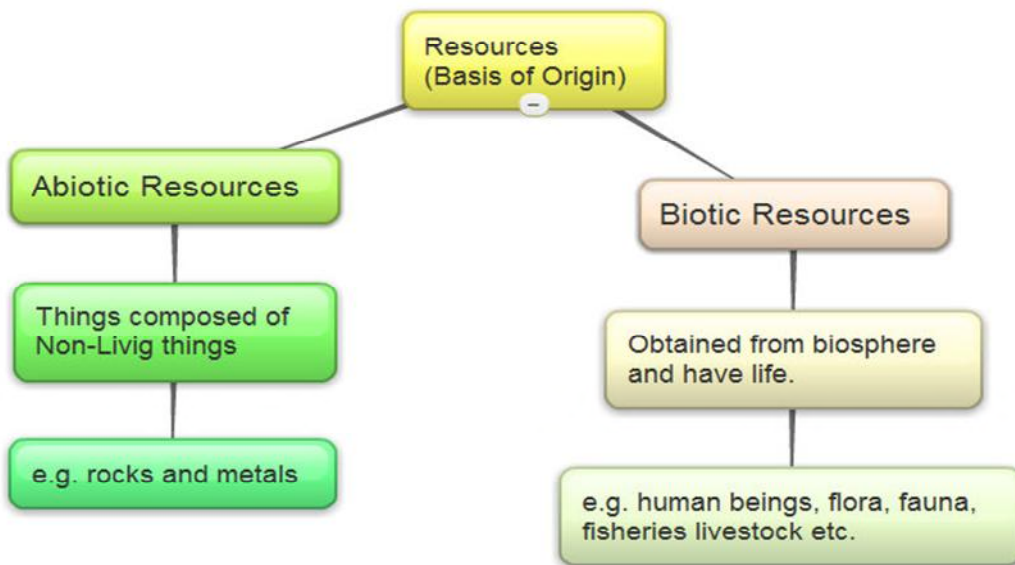 Resources
(Basis of Origin)
Abiotic Resources
Biotic Resources
Things composed of
Non-Livig things
Obtained from biosphere
and have life.
e.g. rocks and metals
e.g. human beings, flora, fauna,
fisheries livestock etc.